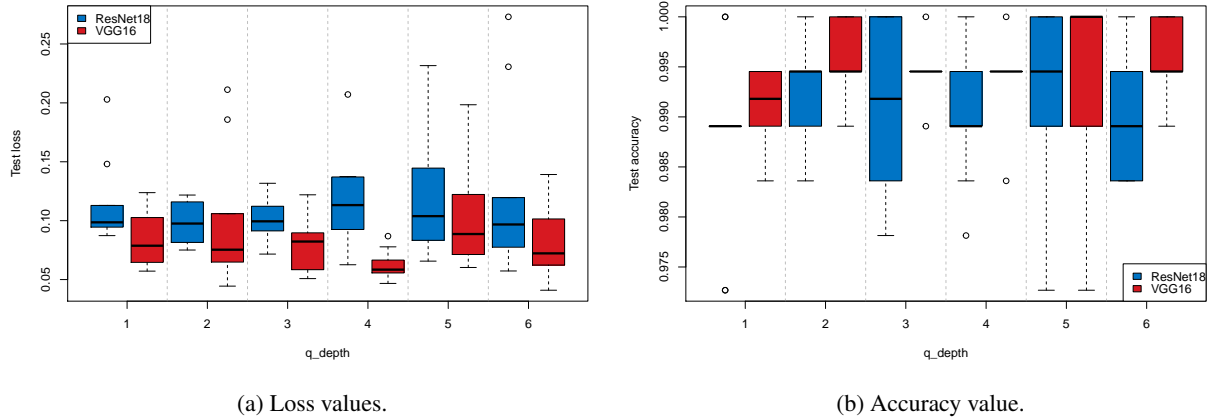 ResNet18
VGG16
Test loss
0.25
0.20
0.15
0.10
0.05
1 2 3 4 5 6
q_depth
(a) Loss values.
Test accuracy
1.000
0.995
0.990
0.985
0.980
0.975
ResNet18
VGG16
1 2 3 4 5 6
q_depth
(b) Accuracy value.